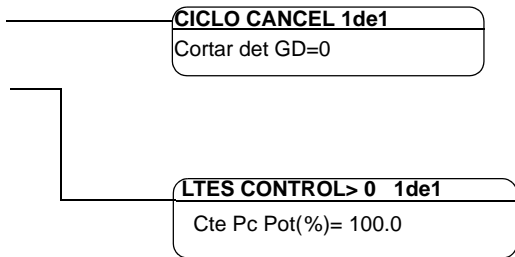 CICLO CANCEL 1de1
Cortar det GD=0
LTES CONTROL> 0 1de1
Cte Pc Pot(%)= 100.0